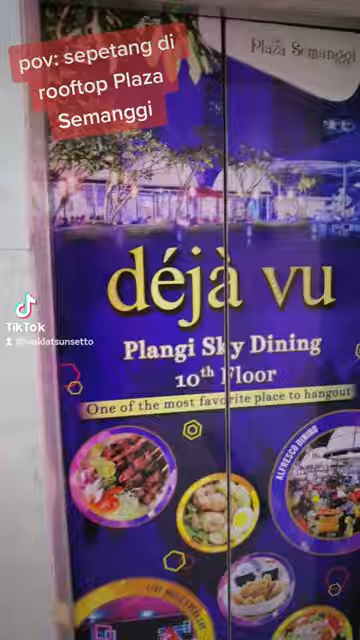 pov: sepetang di
rooftop Plaza
Semanggi
Plaza Semanggi
déjà vu
Plangi Sky Dining
10th Floor
One of the most favorite place to hangout
ALFRESCO DINING
TikTok
@waklatsunsetto